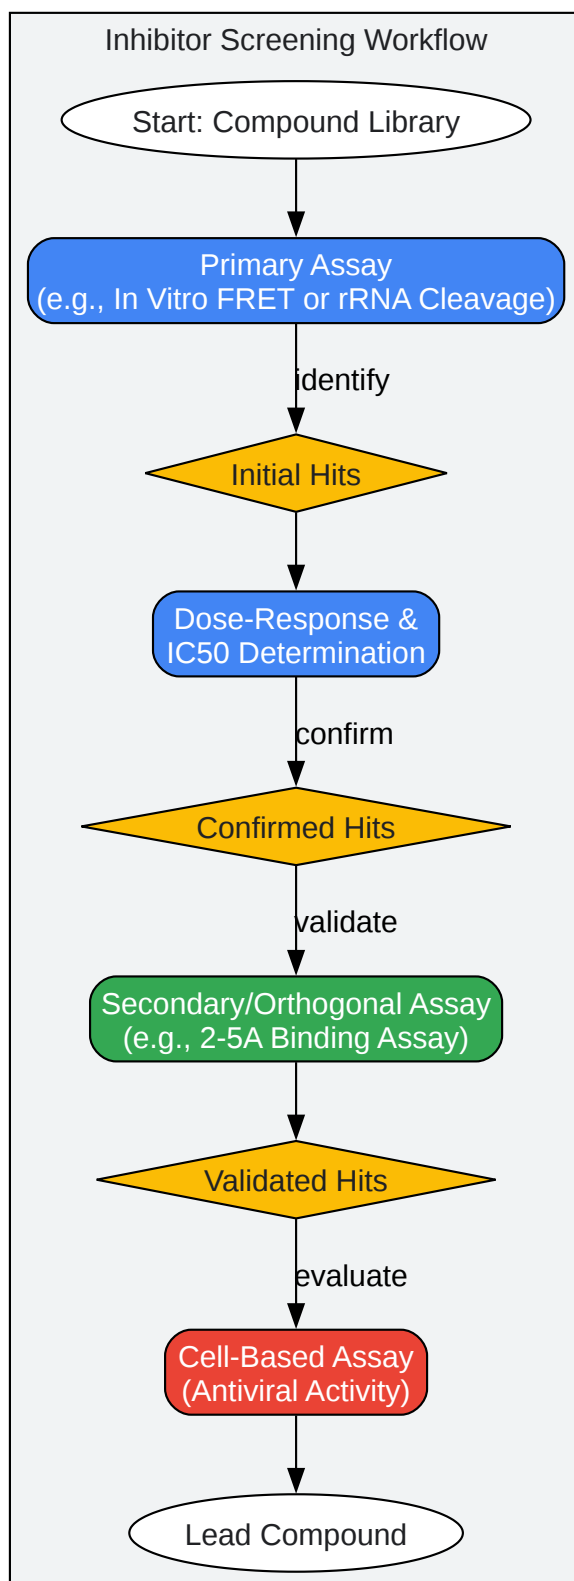 Inhibitor Screening Workflow
Start: Compound Library
Primary Assay
(e.g., In Vitro FRET or rRNA Cleavage)
identify
Initial Hits
Dose-Response &
IC50 Determination
confirm
Confirmed Hits
validate
Secondary/Orthogonal Assay
(e.g., 2-5A Binding Assay)
Validated Hits
evaluate
Cell-Based Assay
(Antiviral Activity)
Lead Compound